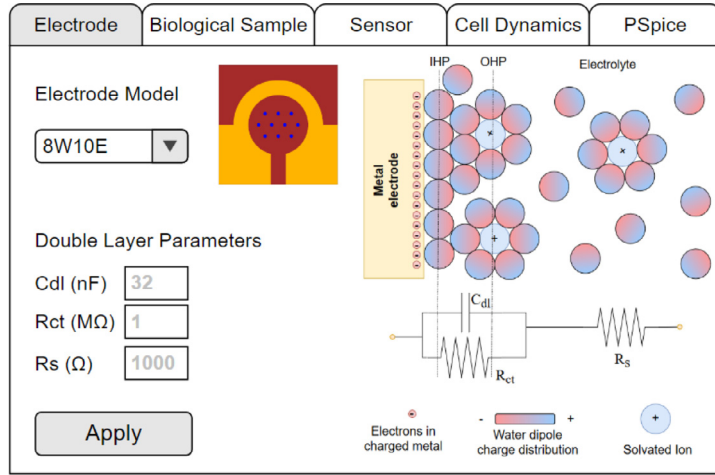 Electrode
Biological Sample
Sensor
Cell Dynamics
PSpice
Electrode Model
8W10E
Double Layer Parameters
Cdl (nF) 32
Rct (MΩ) 1
Rs (Ω) 1000
Apply
IHP
OHP
Electrolyte
Metal
electrode
+
+
+
Cdl
Rct
RS
Electrons in
charged metal
- +
Water dipole
charge distribution
+
Solvated Ion